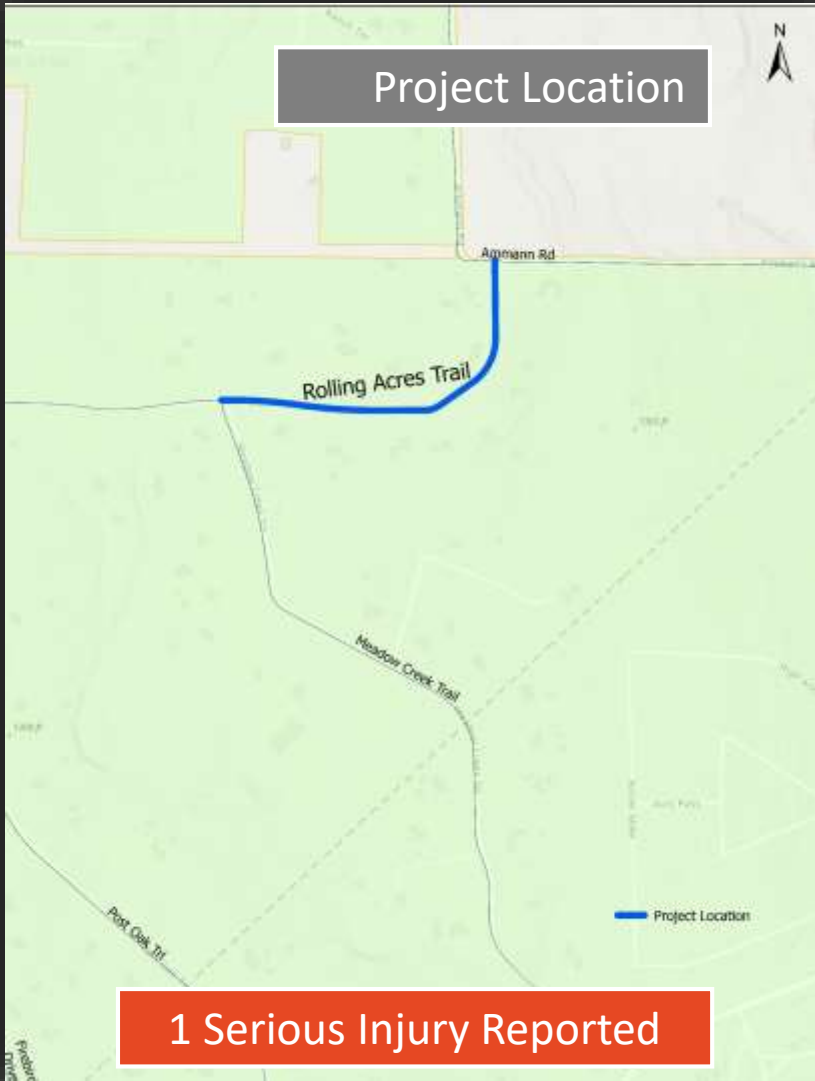 N
Project Location
Ammann Rd
Rolling Acres Trail
Meadow Creek Trail
Project Location
Post Oak Trl
1 Serious Injury Reported